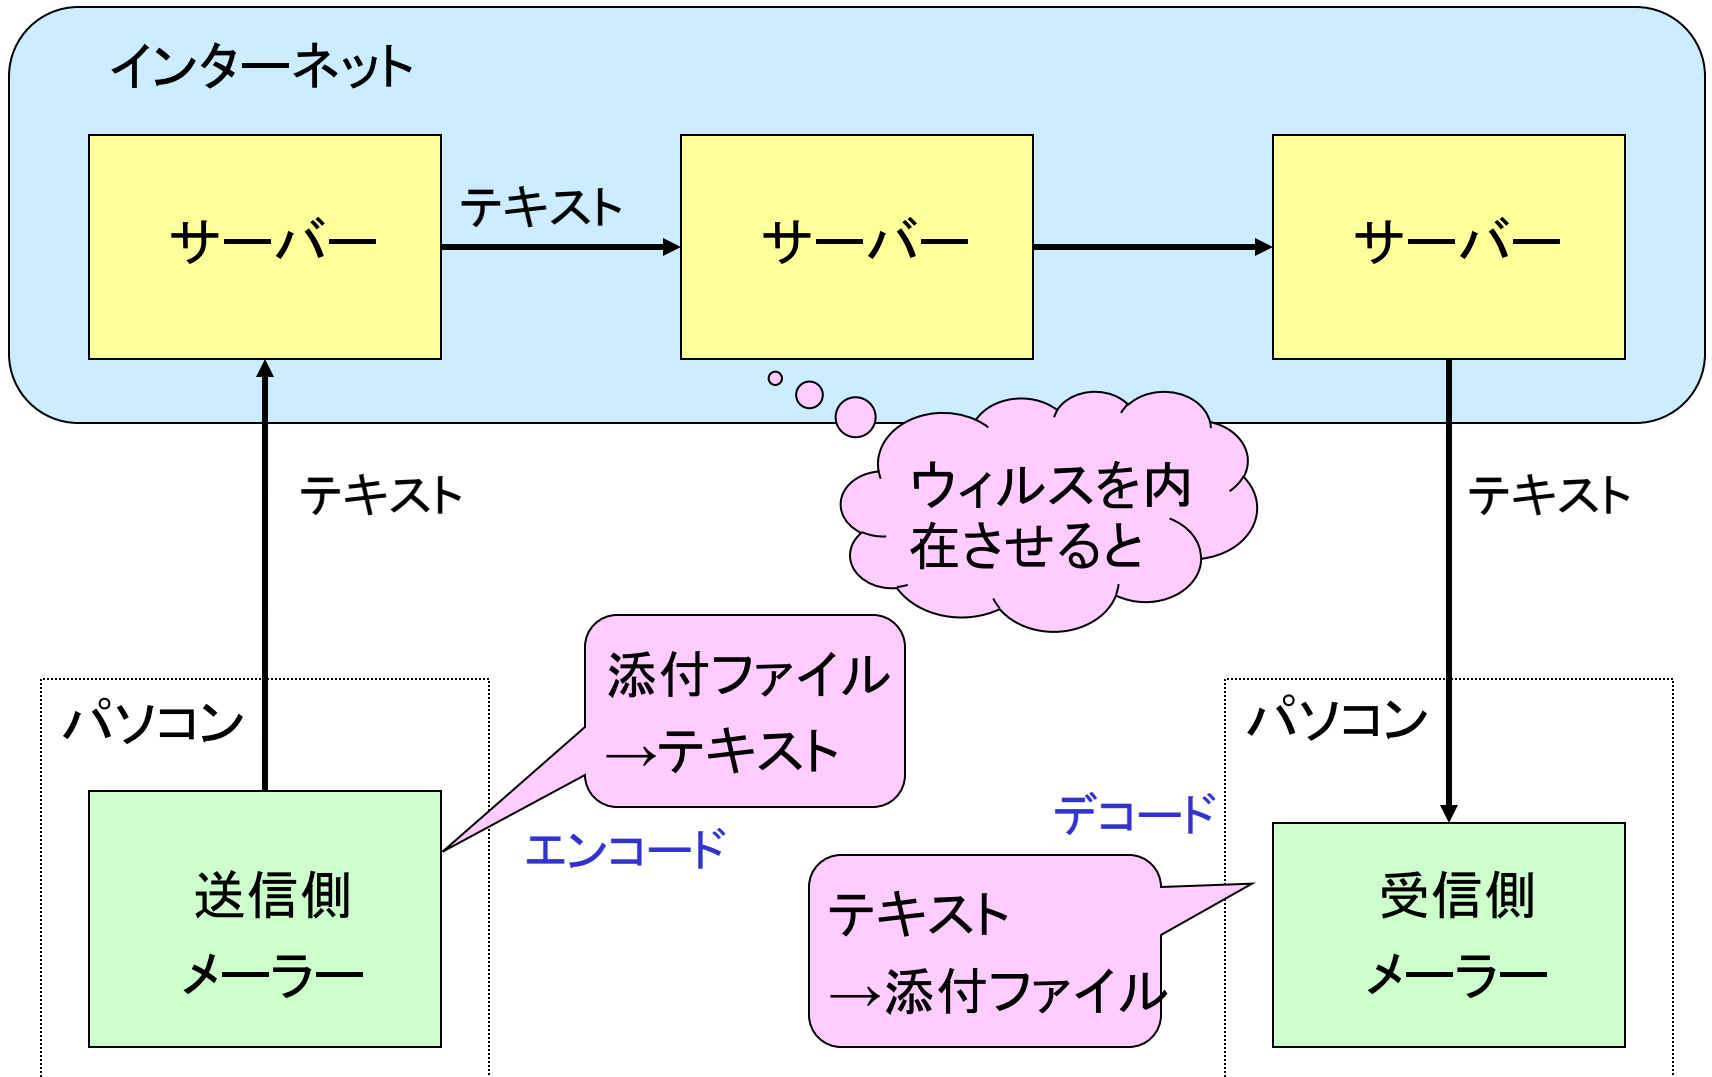 インターネット
サーバー
テキスト
サーバー
サーバー
テキスト
ウィルスを内
在させると
テキスト
パソコン
添付ファイル
→テキスト
エンコード
送信側
メーラー
パソコン
デコード
テキスト
→添付ファイル
受信側
メーラー